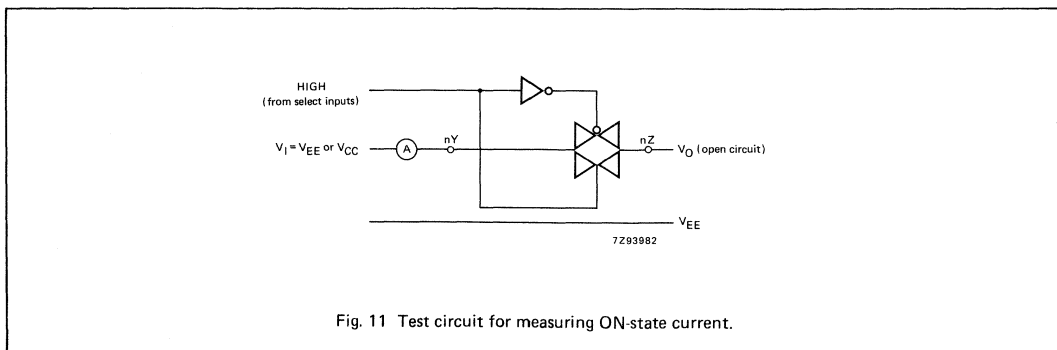 HIGH
(from select inputs)
V_I = V_EE or V_CC
A
nY
nZ
V_O (open circuit)
V_EE
7Z93982
Fig. 11 Test circuit for measuring ON-state current.